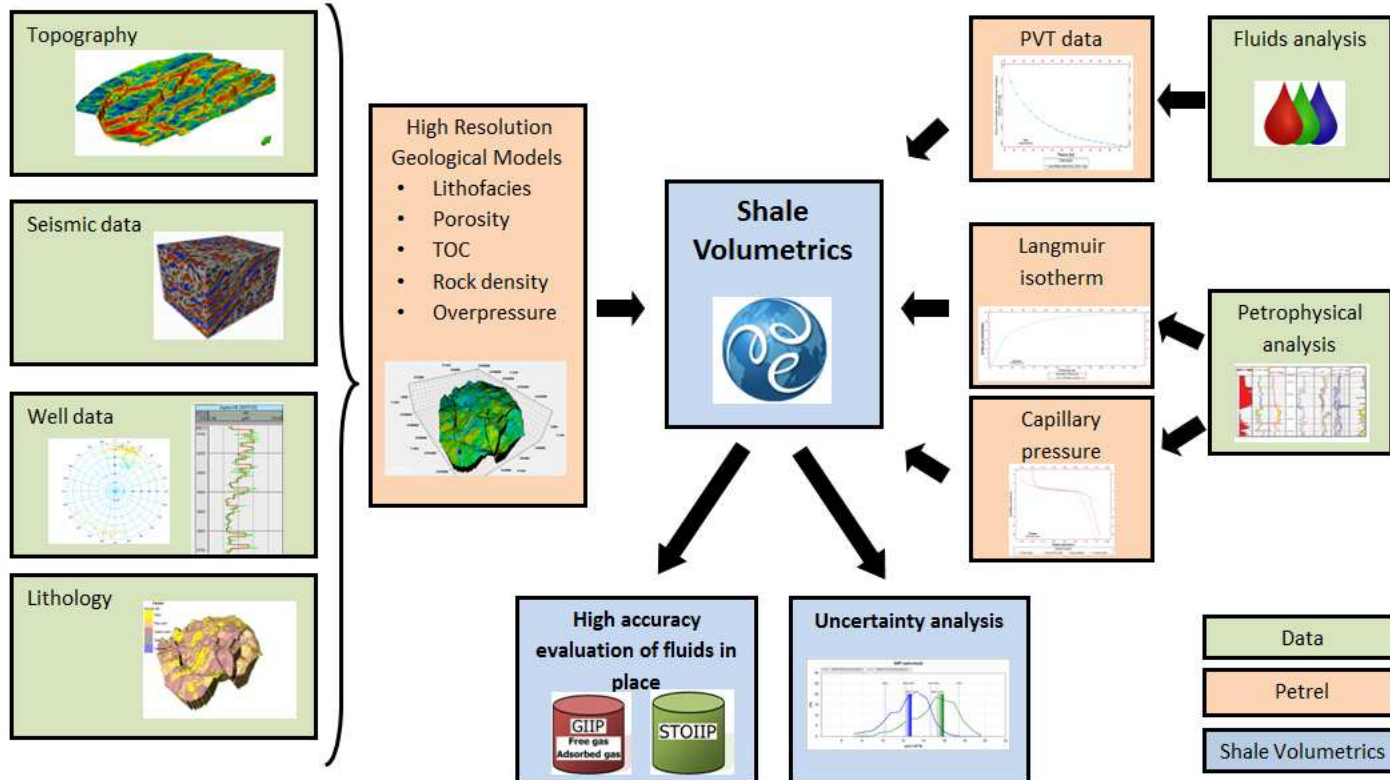 Topography
Seismic data
Well data
Lithology
High Resolution
Geological Models
• Lithofacies
• Porosity
• TOC
• Rock density
• Overpressure
Shale
Volumetrics
PVT data
Fluids analysis
Langmuir
isotherm
Petrophysical
analysis
Capillary
pressure
High accuracy
evaluation of fluids in
place
GIIP
Free gas
Adsorbed gas
STOIIP
Uncertainty analysis
Data
Petrel
Shale Volumetrics